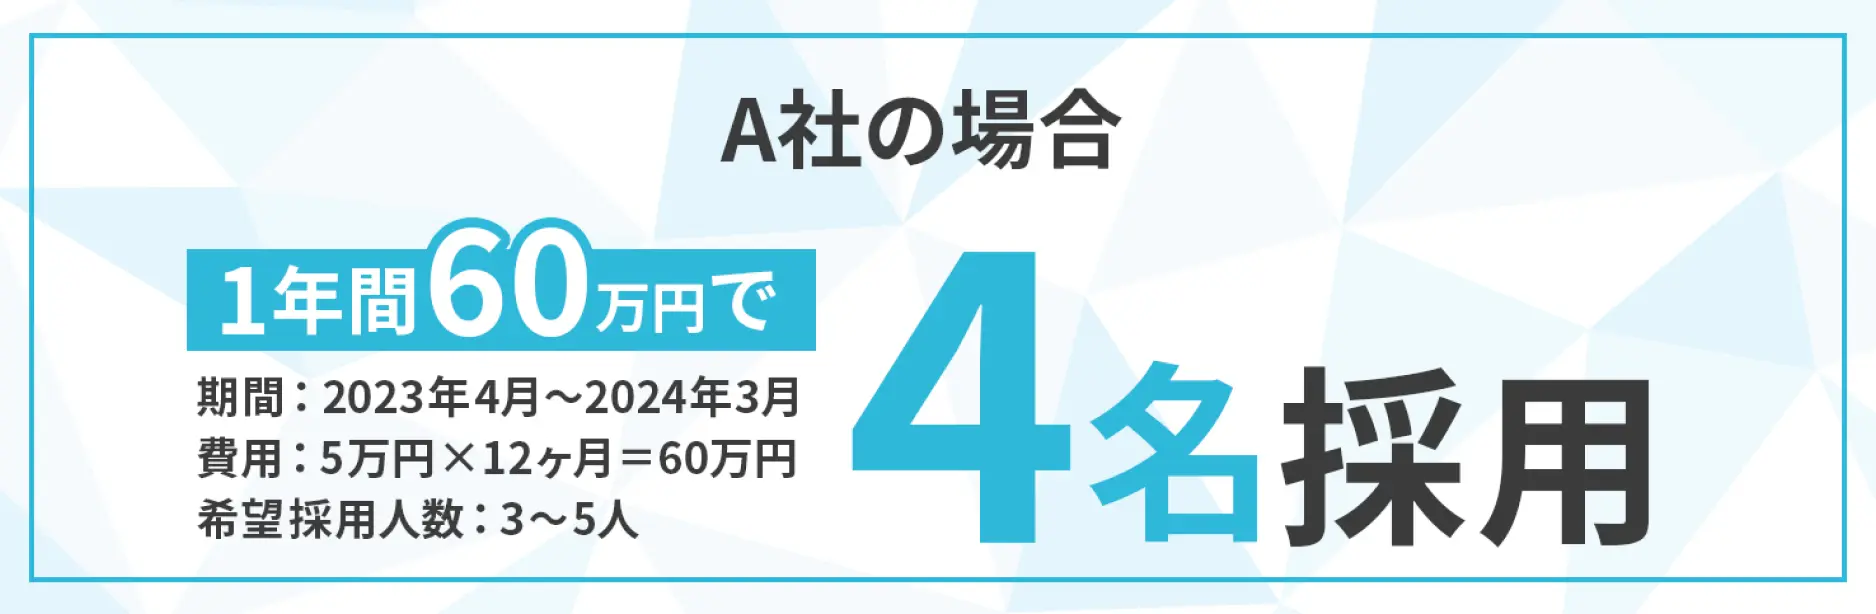 A社の場合
1年間60万円で
期間：2023年4月～2024年3月
費用：5万円×12ヶ月＝60万円
希望採用人数：3～5人
4名採用